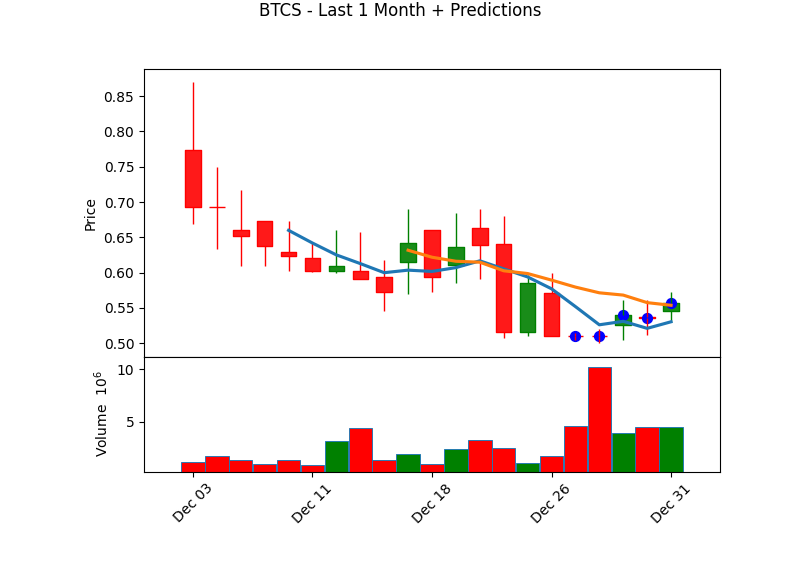 BTCS - Last 1 Month + Predictions
0.85
0.80
0.75
0.70
0.65
0.60
0.55
0.50
Price
10
5
Volume 10^6
Dec 03
Dec 11
Dec 18
Dec 26
Dec 31